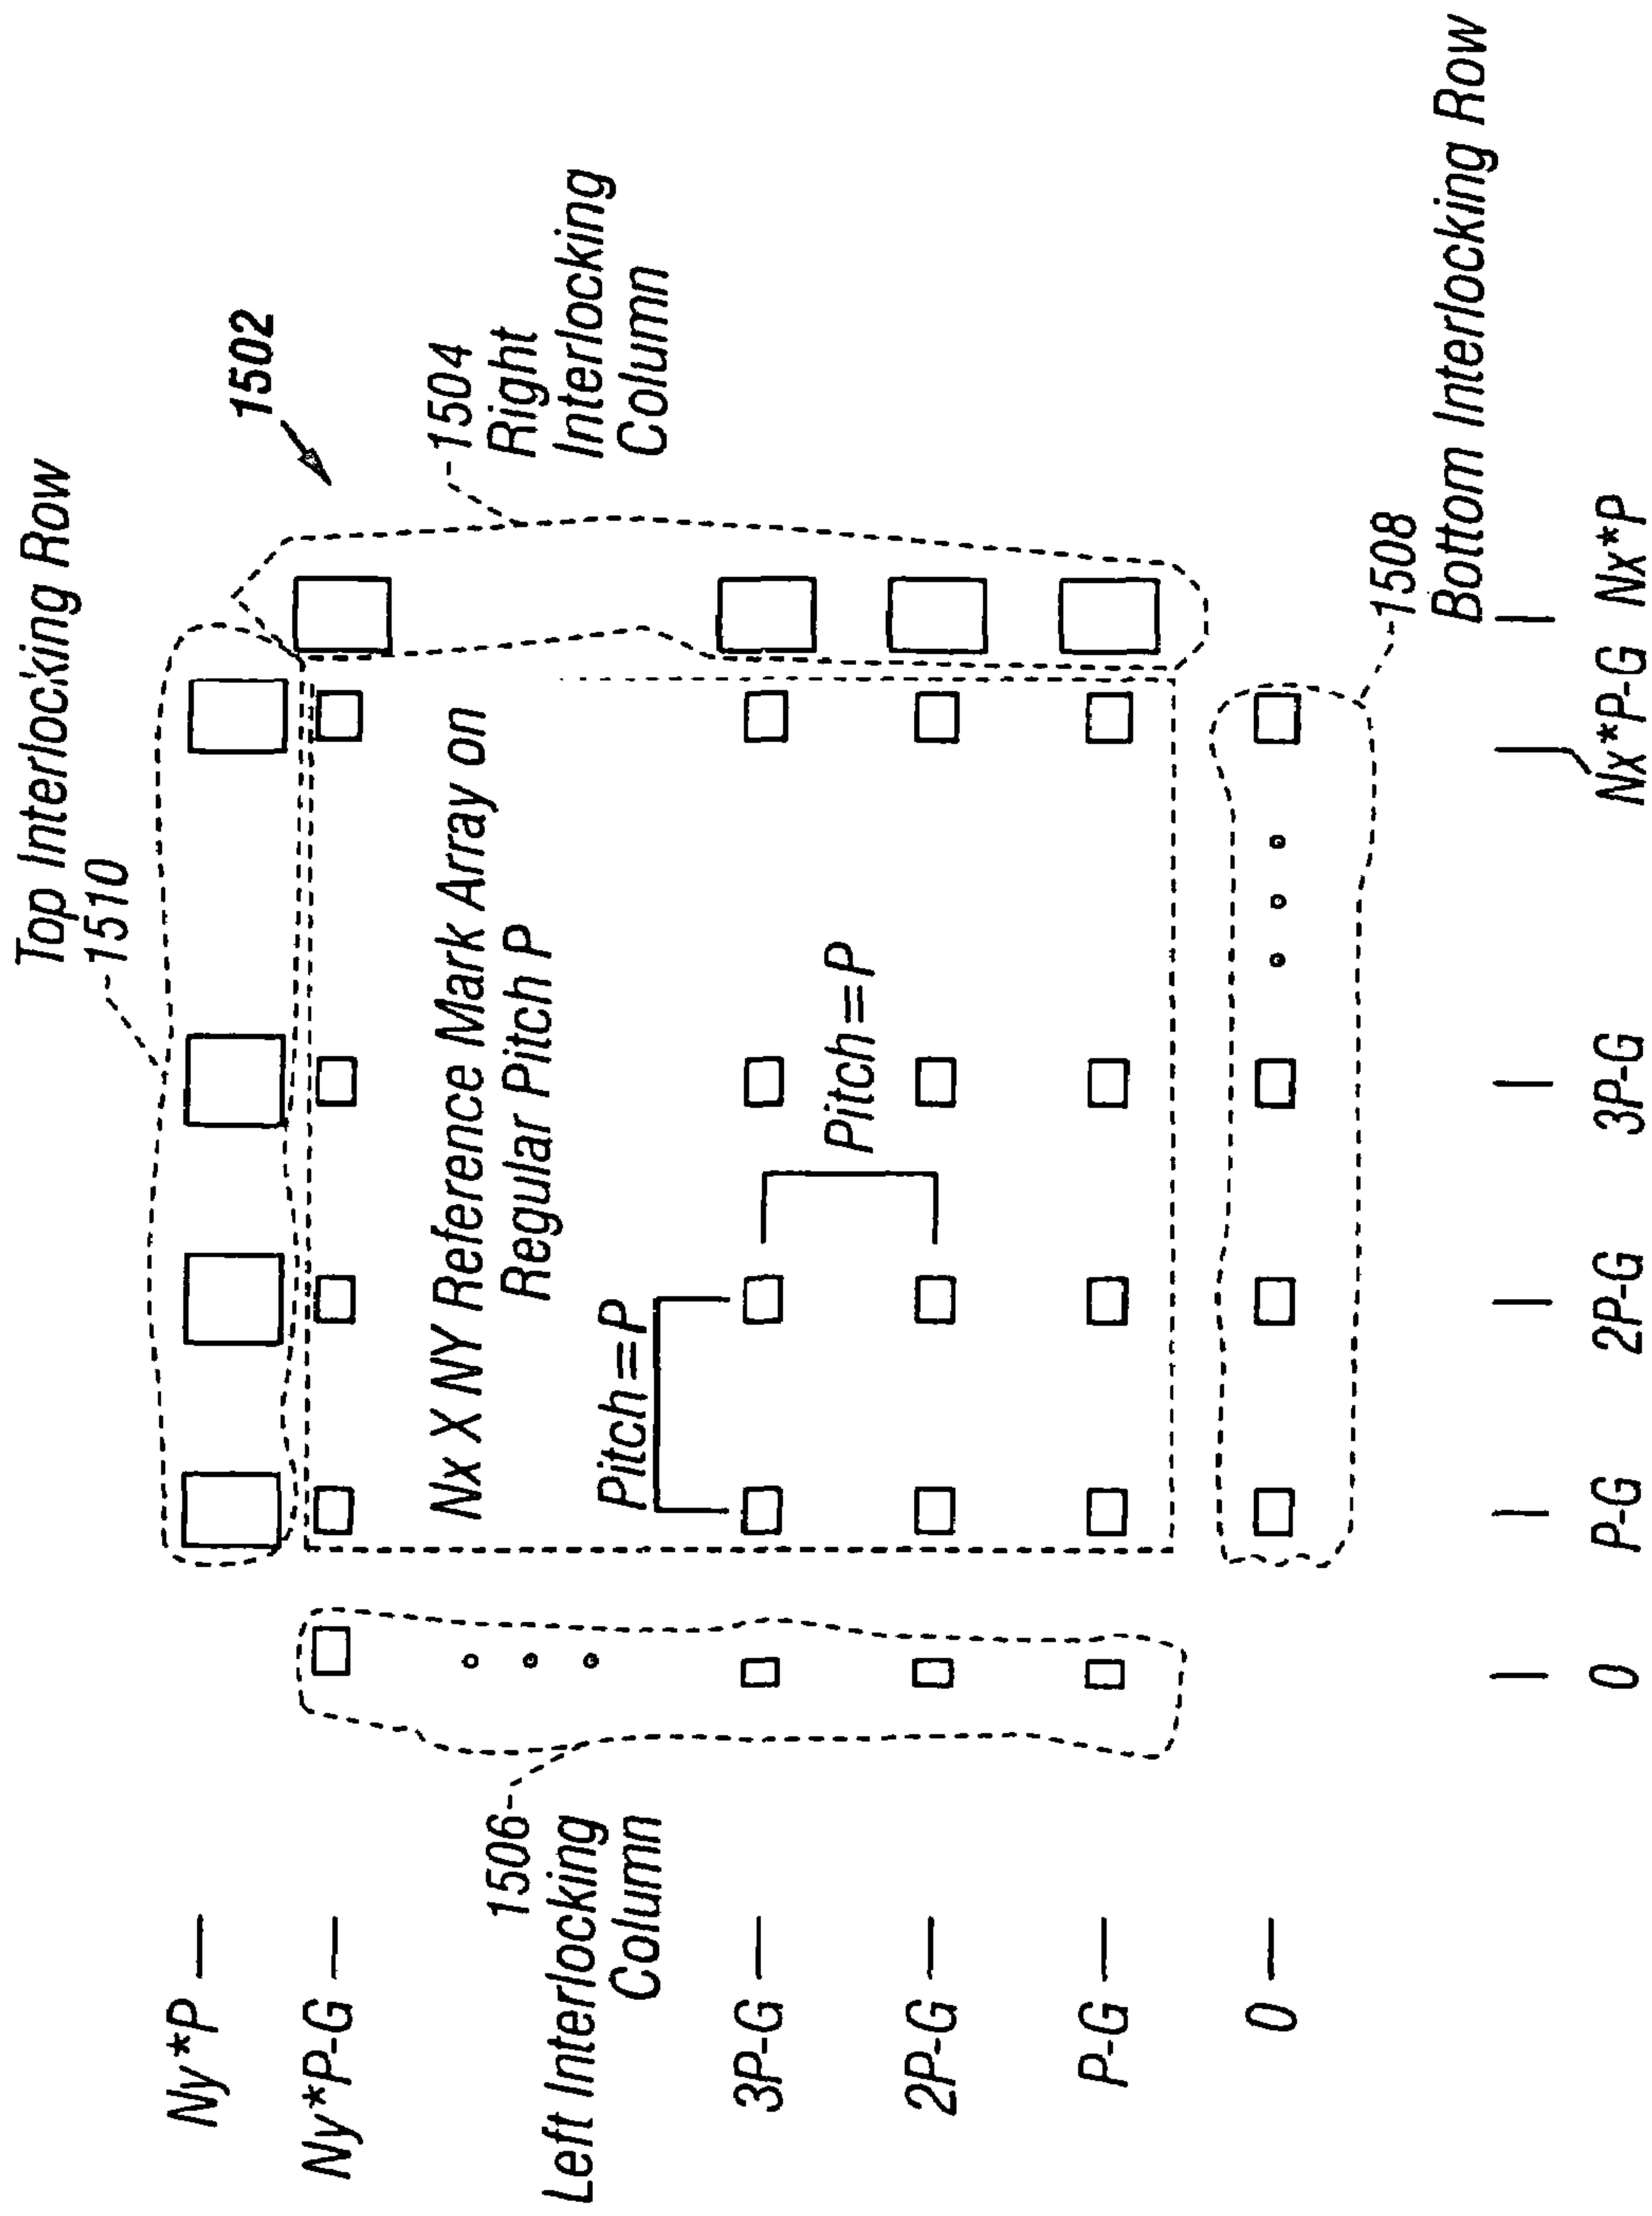 Top Interlocking Row
1510
1502
1504
Right
Interlocking
Column
Ny*P
Ny*P-G
Nx X NY Reference Mark Array on
Regular Pitch P
1506
Left Interlocking
Column
Pitch=P
Pitch=P
3P-G
2P-G
P-G
0
1508
Bottom Interlocking Row
0
P-G
2P-G
3P-G
Nx*P-G
Nx*P